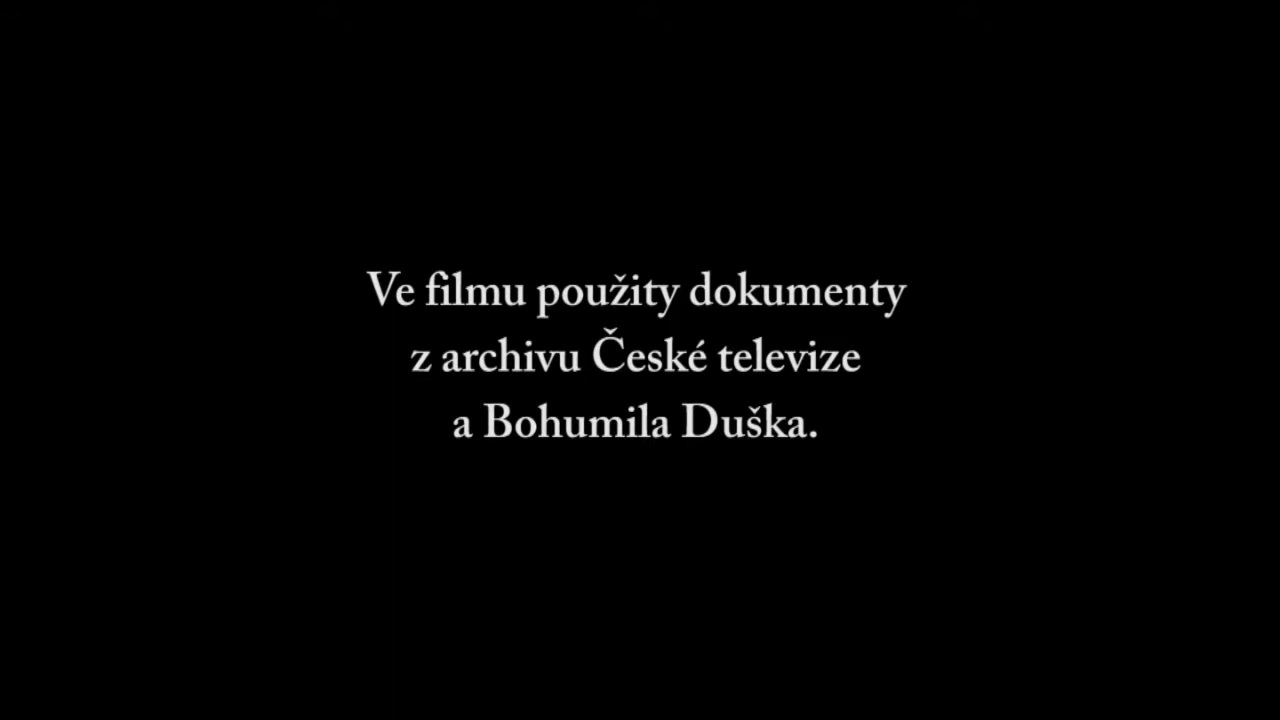 Ve filmu použity dokumenty
z archivu České televize
a Bohumila Duška.